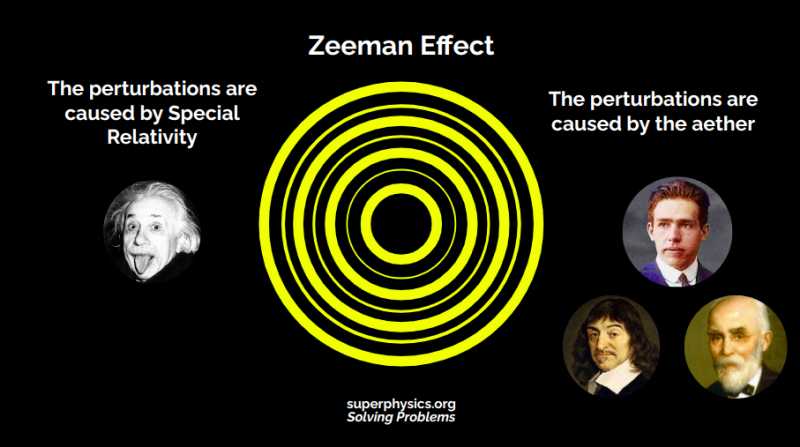 Zeeman Effect
The perturbations are
caused by Special
Relativity
The perturbations are
caused by the aether
superphysics.org
Solving Problems